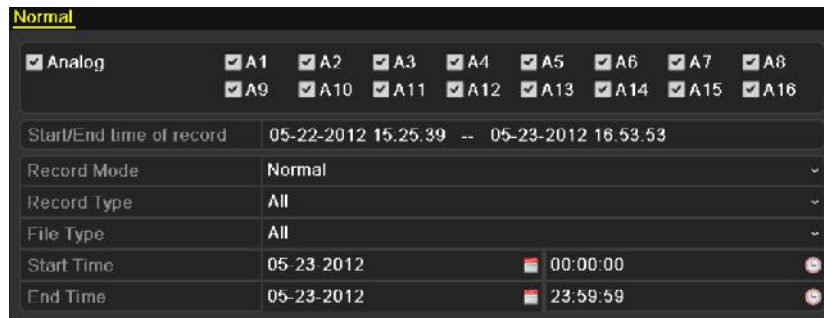 Normal
Analog A1 A2 A3 A4 A5 A6 A7 A8
A9 A10 A11 A12 A13 A14 A15 A16
Start/End time of record 05-22-2012 15:25:39 -- 05-23-2012 16:53:53
Record Mode Normal
Record Type All
File Type All
Start Time 05-23-2012 00:00:00
End Time 05-23-2012 23:59:59